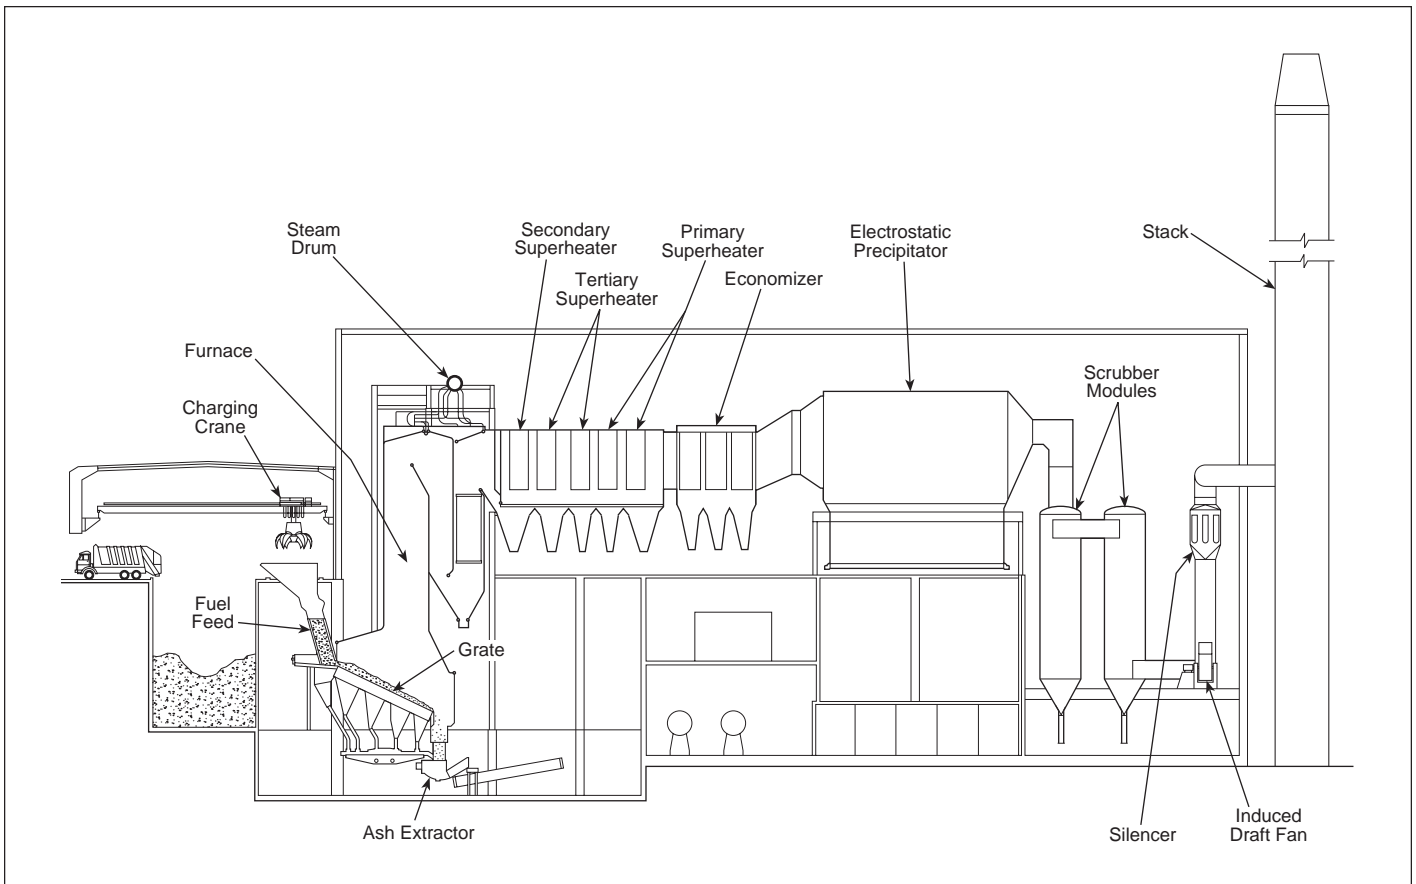 Steam
Drum
Secondary
Superheater
Primary
Superheater
Electrostatic
Precipitator
Stack
Tertiary
Superheater
Economizer
Furnace
Scrubber
Modules
Charging
Crane
Fuel
Feed
Grate
Ash Extractor
Silencer
Induced
Draft Fan